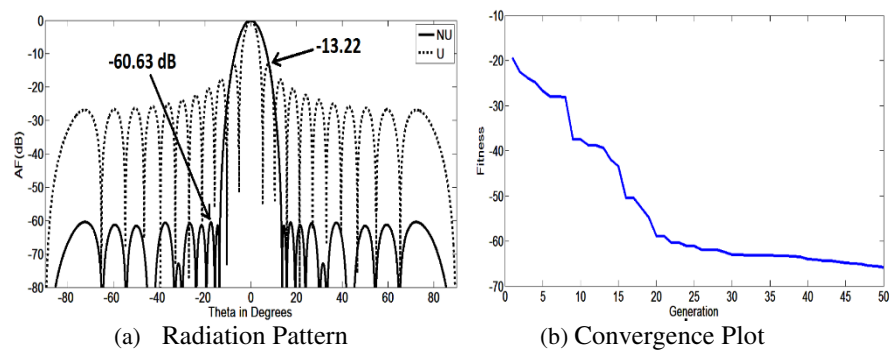 -60.63 dB
-13.22
NU
U
AF(dB)
0
-10
-20
-30
-40
-50
-60
-70
-80
-80 -60 -40 -20 0 20 40 60 80
Theta in Degrees
(a) Radiation Pattern
Fitness
-10
-20
-30
-40
-50
-60
-70
0 5 10 15 20 25 30 35 40 45 50
Generation
(b) Convergence Plot